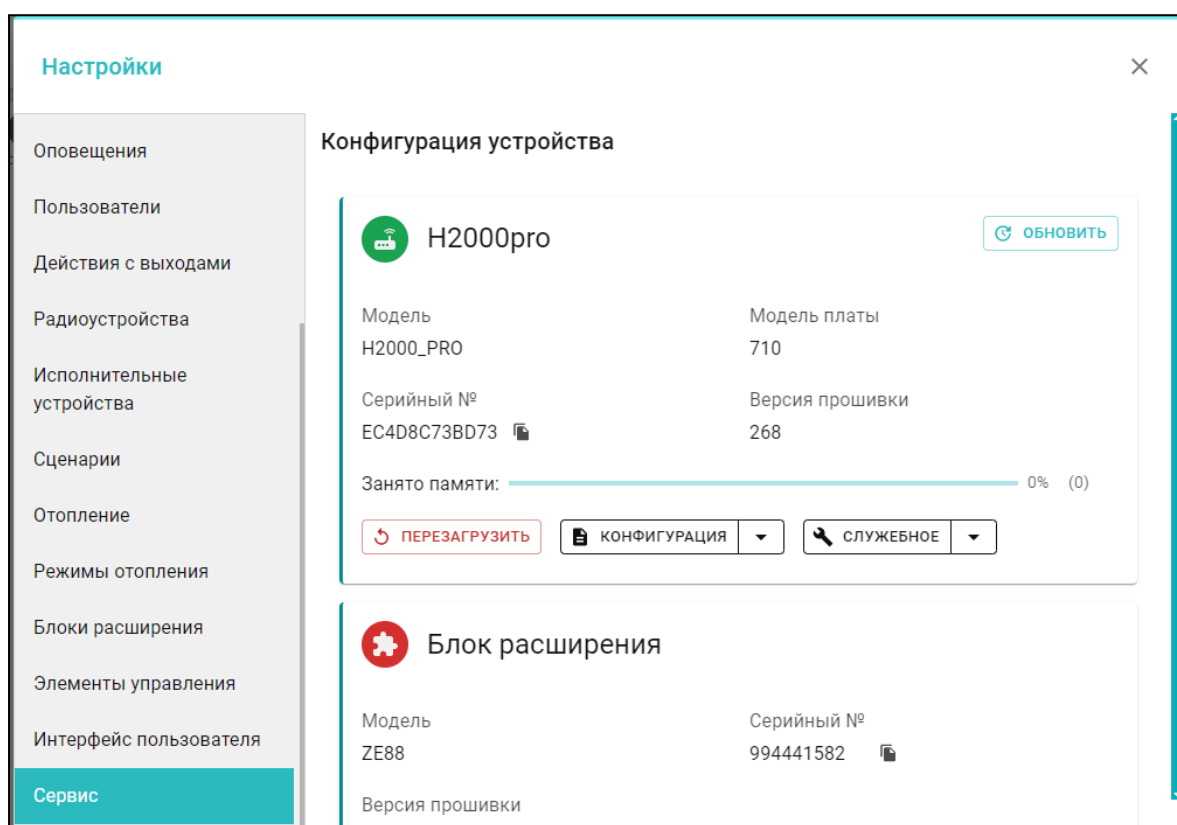 Настройки
Оповещения
Пользователи
Действия с выходами
Радиоустройства
Исполнительные
устройства
Сценарии
Отопление
Режимы отопления
Блоки расширения
Элементы управления
Интерфейс пользователя
Сервис
Конфигурация устройства
H2000pro
ОБНОВИТЬ
Модель
Модель платы
H2000_PRO
710
Серийный №
Версия прошивки
EC4D8C73BD73
268
Занято памяти: 0% (0)
ПЕРЕЗАГРУЗИТЬ
КОНФИГУРАЦИЯ
СЛУЖЕБНОЕ
Блок расширения
Модель
Серийный №
ZE88
994441582
Версия прошивки